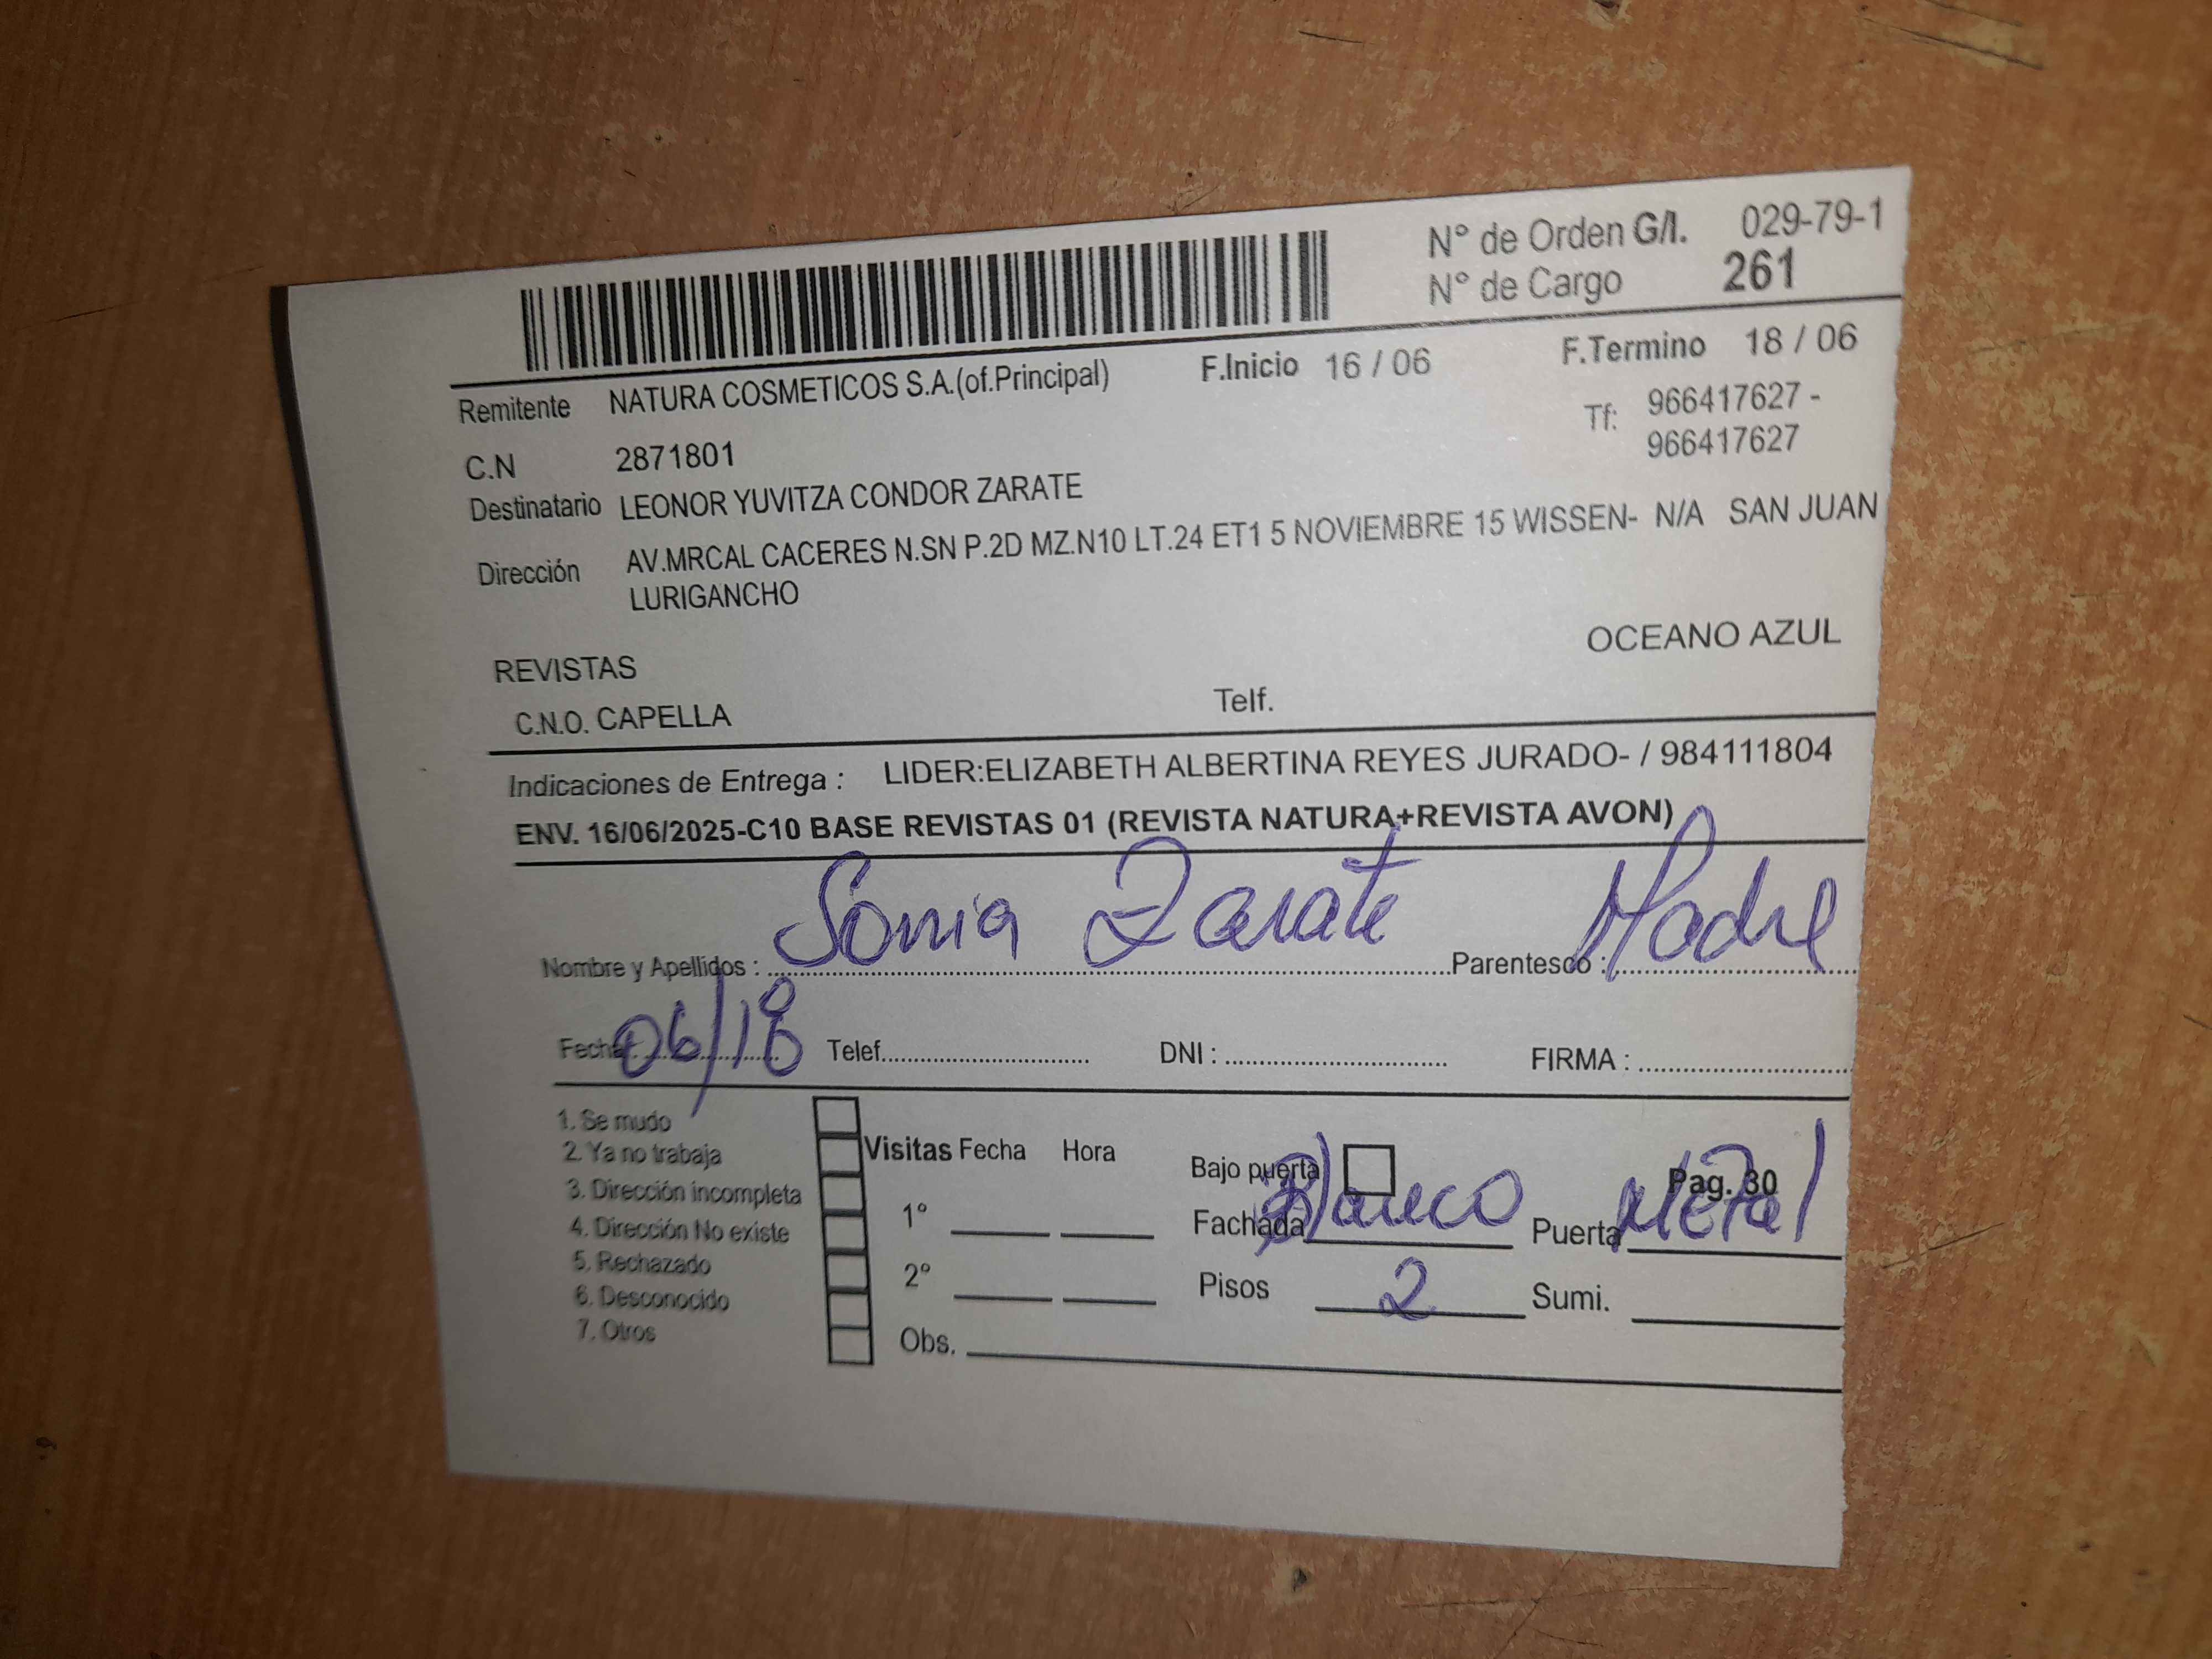 N° de Orden G/I. 029-79-1
N° de Cargo 261
Remitente NATURA COSMETICOS S.A.(of.Principal) F.Inicio 16 / 06 F.Termino 18 / 06
C.N 2871801 Tf: 966417627 -
966417627
Destinatario LEONOR YUVITZA CONDOR ZARATE
Dirección AV.MRCAL CACERES N.SN P.2D MZ.N10 LT.24 ET1 5 NOVIEMBRE 15 WISSEN- N/A SAN JUAN
LURIGANCHO
OCEANO AZUL
REVISTAS
C.N.O. CAPELLA Telf.
Indicaciones de Entrega : LIDER:ELIZABETH ALBERTINA REYES JURADO- / 984111804
ENV. 16/06/2025-C10 BASE REVISTAS 01 (REVISTA NATURA+REVISTA AVON)
Nombre y Apellidos : Sonia Zarate Parentesco : Madre
Fecha: 06/18 Telef. DNI : FIRMA :
1. Se mudo
2. Ya no trabaja Visitas Fecha Hora Bajo puerta Pag. 30
3. Dirección incompleta
4. Dirección No existe 1° Fachada Blanco Puerta Metal
5. Rechazado 2° Pisos 2 Sumi.
6. Desconocido
7. Otros Obs.